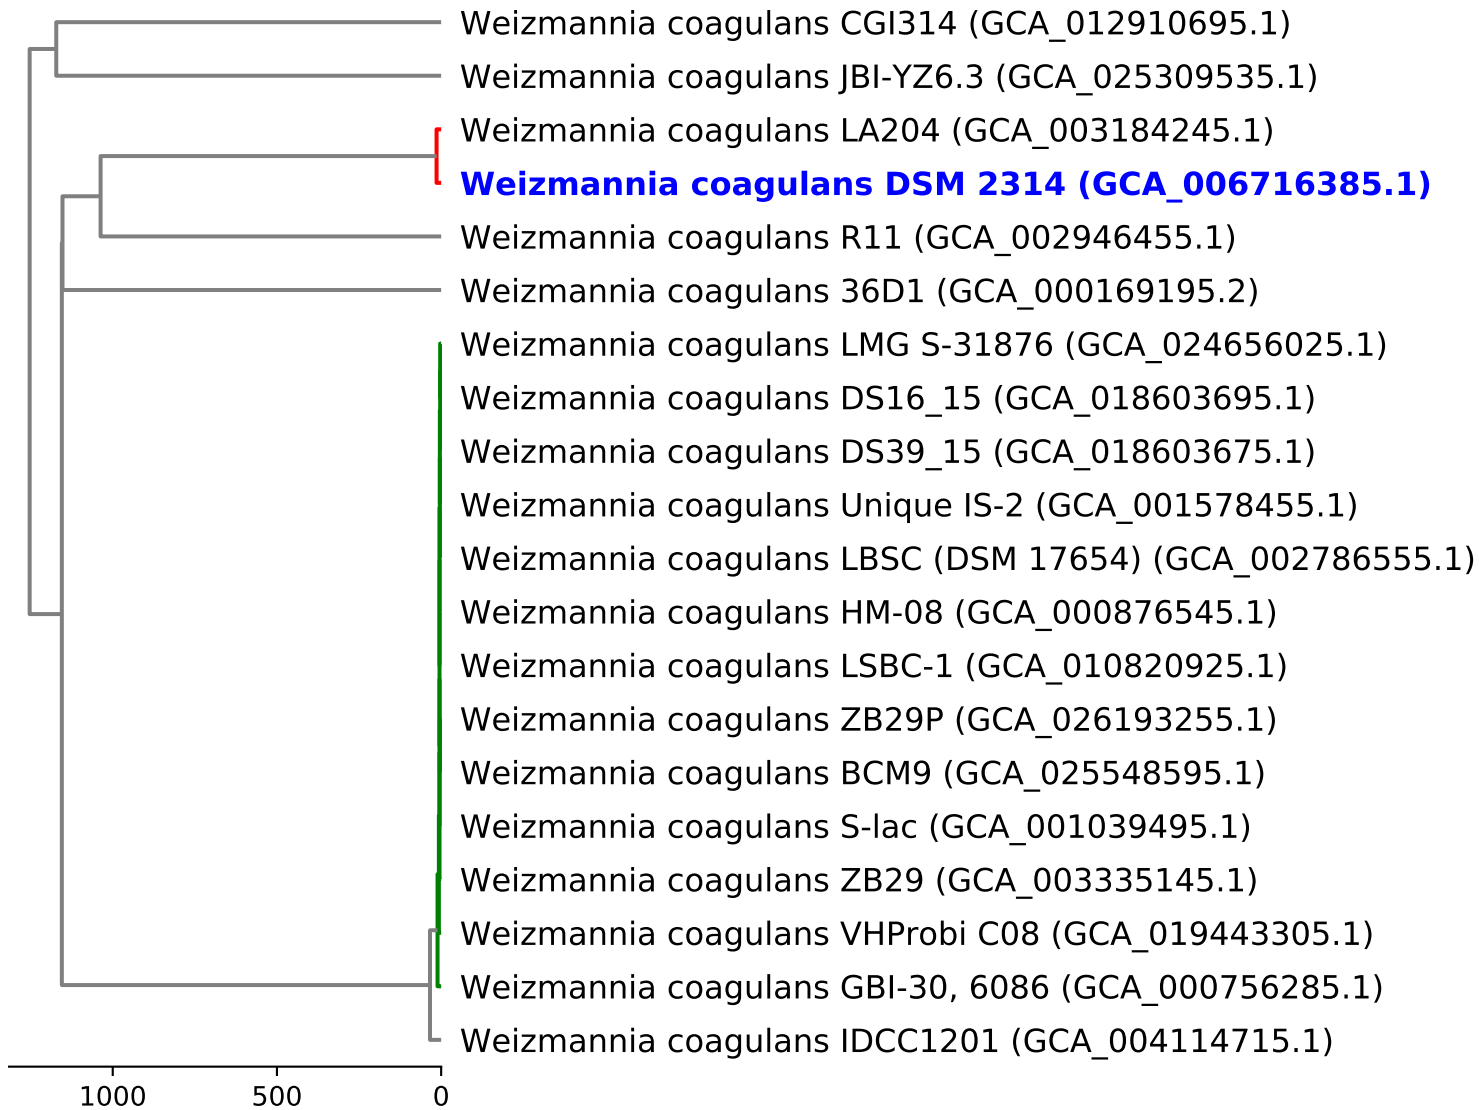 Weizmannia coagulans CGI314 (GCA_012910695.1)
Weizmannia coagulans JBI-YZ6.3 (GCA_025309535.1)
Weizmannia coagulans LA204 (GCA_003184245.1)
Weizmannia coagulans DSM 2314 (GCA_006716385.1)
Weizmannia coagulans R11 (GCA_002946455.1)
Weizmannia coagulans 36D1 (GCA_000169195.2)
Weizmannia coagulans LMG S-31876 (GCA_024656025.1)
Weizmannia coagulans DS16_15 (GCA_018603695.1)
Weizmannia coagulans DS39_15 (GCA_018603675.1)
Weizmannia coagulans Unique IS-2 (GCA_001578455.1)
Weizmannia coagulans LBSC (DSM 17654) (GCA_002786555.1)
Weizmannia coagulans HM-08 (GCA_000876545.1)
Weizmannia coagulans LSBC-1 (GCA_010820925.1)
Weizmannia coagulans ZB29P (GCA_026193255.1)
Weizmannia coagulans BCM9 (GCA_025548595.1)
Weizmannia coagulans S-lac (GCA_001039495.1)
Weizmannia coagulans ZB29 (GCA_003335145.1)
Weizmannia coagulans VHProbi C08 (GCA_019443305.1)
Weizmannia coagulans GBI-30, 6086 (GCA_000756285.1)
Weizmannia coagulans IDCC1201 (GCA_004114715.1)
1000 500 0